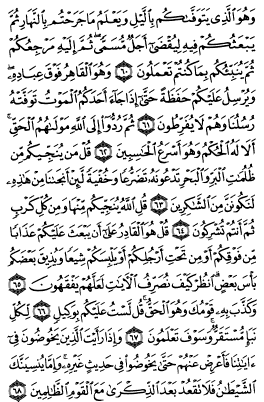 وَهُوَ ٱلَّذِى يَتَوَفَّىٰكُم بِٱلَّيْلِ وَيَعْلَمُ مَا جَرَحْتُم بِٱلنَّهَارِ ثُمَّ
يَبْعَثُكُمْ فِيهِ لِيُقْضَىٰٓ أَجَلٌ مُّسَمًّى ۖ ثُمَّ إِلَيْهِ مَرْجِعُكُمْ
ثُمَّ يُنَبِّئُكُم بِمَا كُنتُمْ تَعْمَلُونَ ٦٠ وَهُوَ ٱلْقَاهِرُ فَوْقَ عِبَادِهِۦ ۖ
وَيُرْسِلُ عَلَيْكُمْ حَفَظَةً حَتَّىٰٓ إِذَا جَآءَ أَحَدَكُمُ ٱلْمَوْتُ تَوَفَّتْهُ
رُسُلُنَا وَهُمْ لَا يُفَرِّطُونَ ٦١ ثُمَّ رُدُّوٓا۟ إِلَى ٱللَّهِ مَوْلَىٰهُمُ ٱلْحَقِّ ۚ
أَلَا لَهُ ٱلْحُكْمُ وَهُوَ أَسْرَعُ ٱلْحَٰسِبِينَ ٦٢ قُلْ مَن يُنَجِّيكُم مِّن
ظُلُمَٰتِ ٱلْبَرِّ وَٱلْبَحْرِ تَدْعُونَهُۥ تَضَرُّعًا وَخُفْيَةً لَّئِنْ أَنجَىٰنَا مِنْ هَٰذِهِۦ
لَنَكُونَنَّ مِنَ ٱلشَّٰكِرِينَ ٦٣ قُلِ ٱللَّهُ يُنَجِّيكُم مِّنْهَا وَمِن كُلِّ كَرْبٍ
ثُمَّ أَنتُمْ تُشْرِكُونَ ٦٤ قُلْ هُوَ ٱلْقَادِرُ عَلَىٰٓ أَن يَبْعَثَ عَلَيْكُمْ عَذَابًا
مِّن فَوْقِكُمْ أَوْ مِن تَحْتِ أَرْجُلِكُمْ أَوْ يَلْبِسَكُمْ شِيَعًا وَيُذِيقَ بَعْضَكُم
بَأْسَ بَعْضٍ ۗ ٱنظُرْ كَيْفَ نُصَرِّفُ ٱلْءَايَٰتِ لَعَلَّهُمْ يَفْقَهُونَ ٦٥
وَكَذَّبَ بِهِۦ قَوْمُكَ وَهُوَ ٱلْحَقُّ ۚ قُل لَّسْتُ عَلَيْكُم بِوَكِيلٍ ٦٦ لِّكُلِّ
نَبَإٍ مُّسْتَقَرٌّ ۚ وَسَوْفَ تَعْلَمُونَ ٦٧ وَإِذَا رَأَيْتَ ٱلَّذِينَ يَخُوضُونَ فِىٓ
ءَايَٰتِنَا فَأَعْرِضْ عَنْهُمْ حَتَّىٰ يَخُوضُوا۟ فِى حَدِيثٍ غَيْرِهِۦ ۚ وَإِمَّا يُنسِيَنَّكَ
ٱلشَّيْطَٰنُ فَلَا تَقْعُدْ بَعْدَ ٱلذِّكْرَىٰ مَعَ ٱلْقَوْمِ ٱلظَّٰلِمِينَ ٦٨